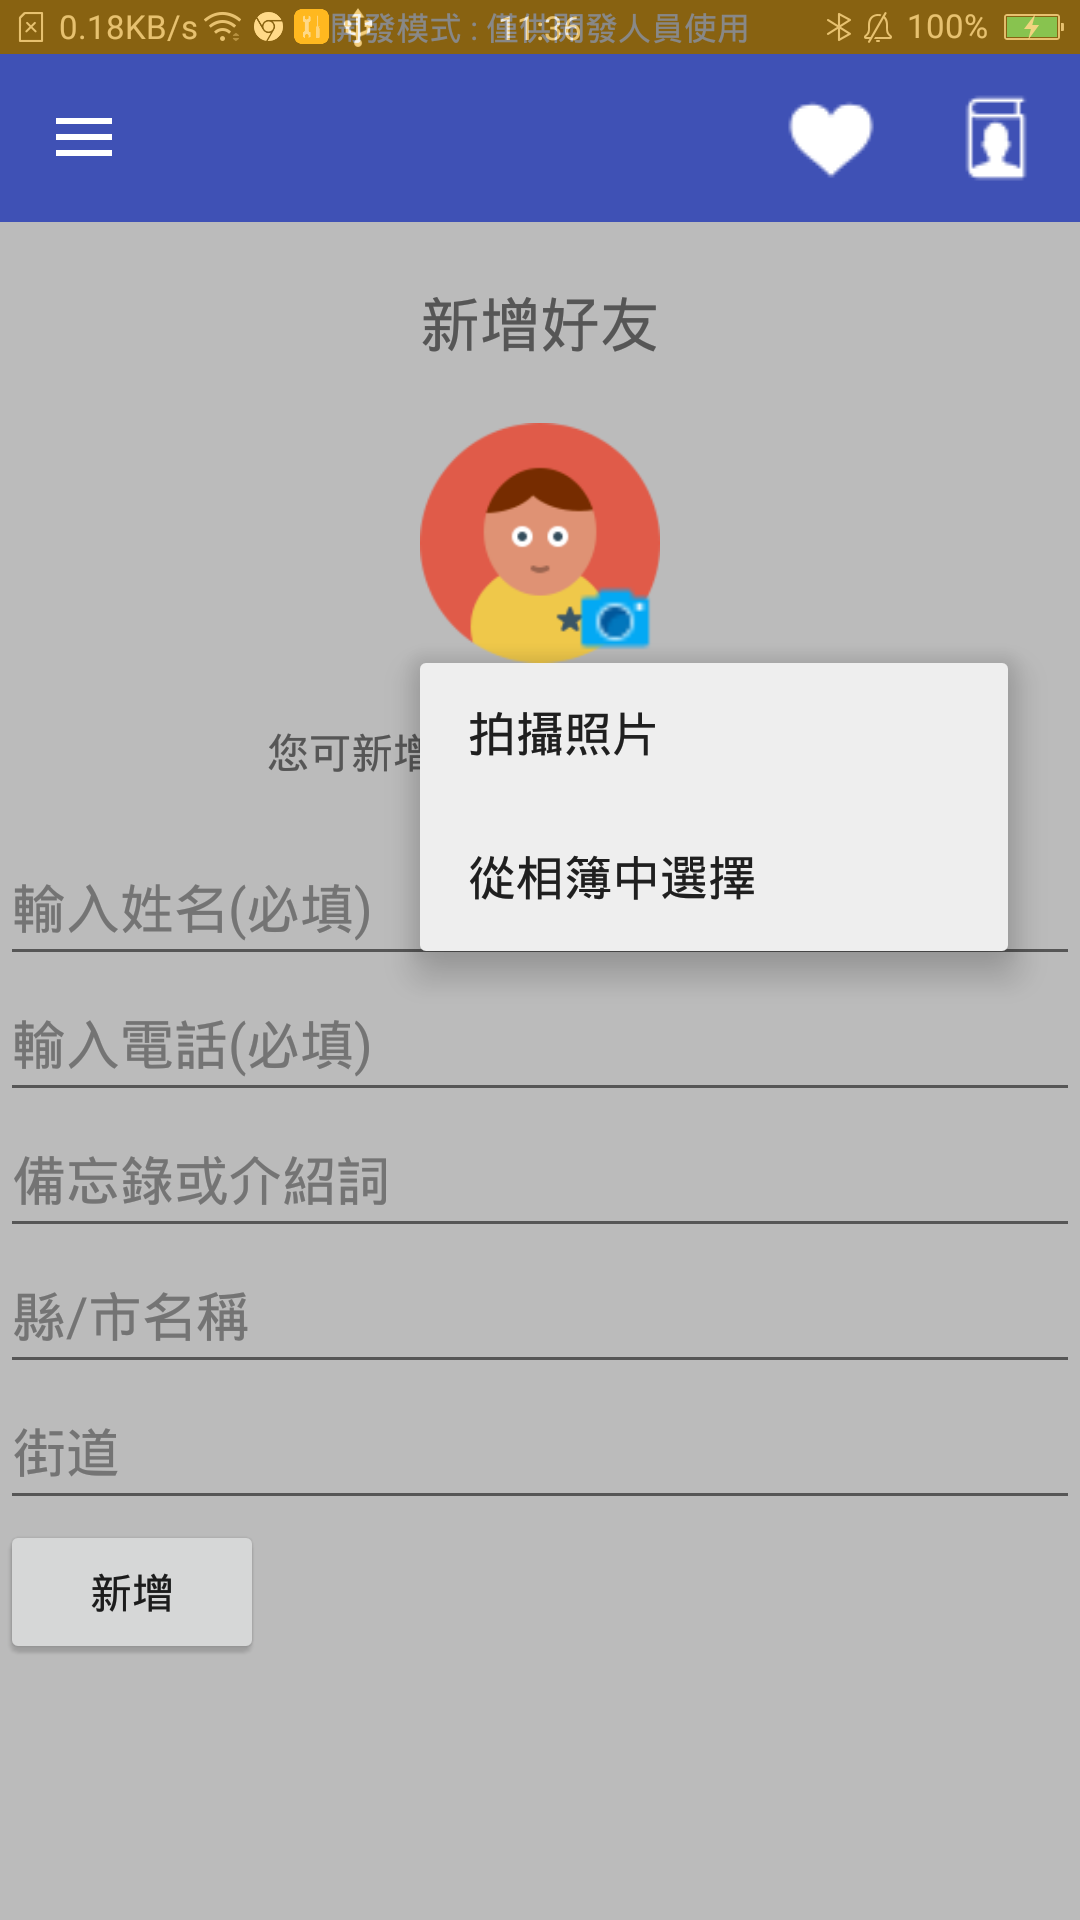 0.18KB/s 開發模式 : 僅供開發人員使用 11:36 100%
新增好友
拍攝照片
您可新增
從相簿中選擇
輸入姓名(必填)
輸入電話(必填)
備忘錄或介紹詞
縣/市名稱
街道
新增